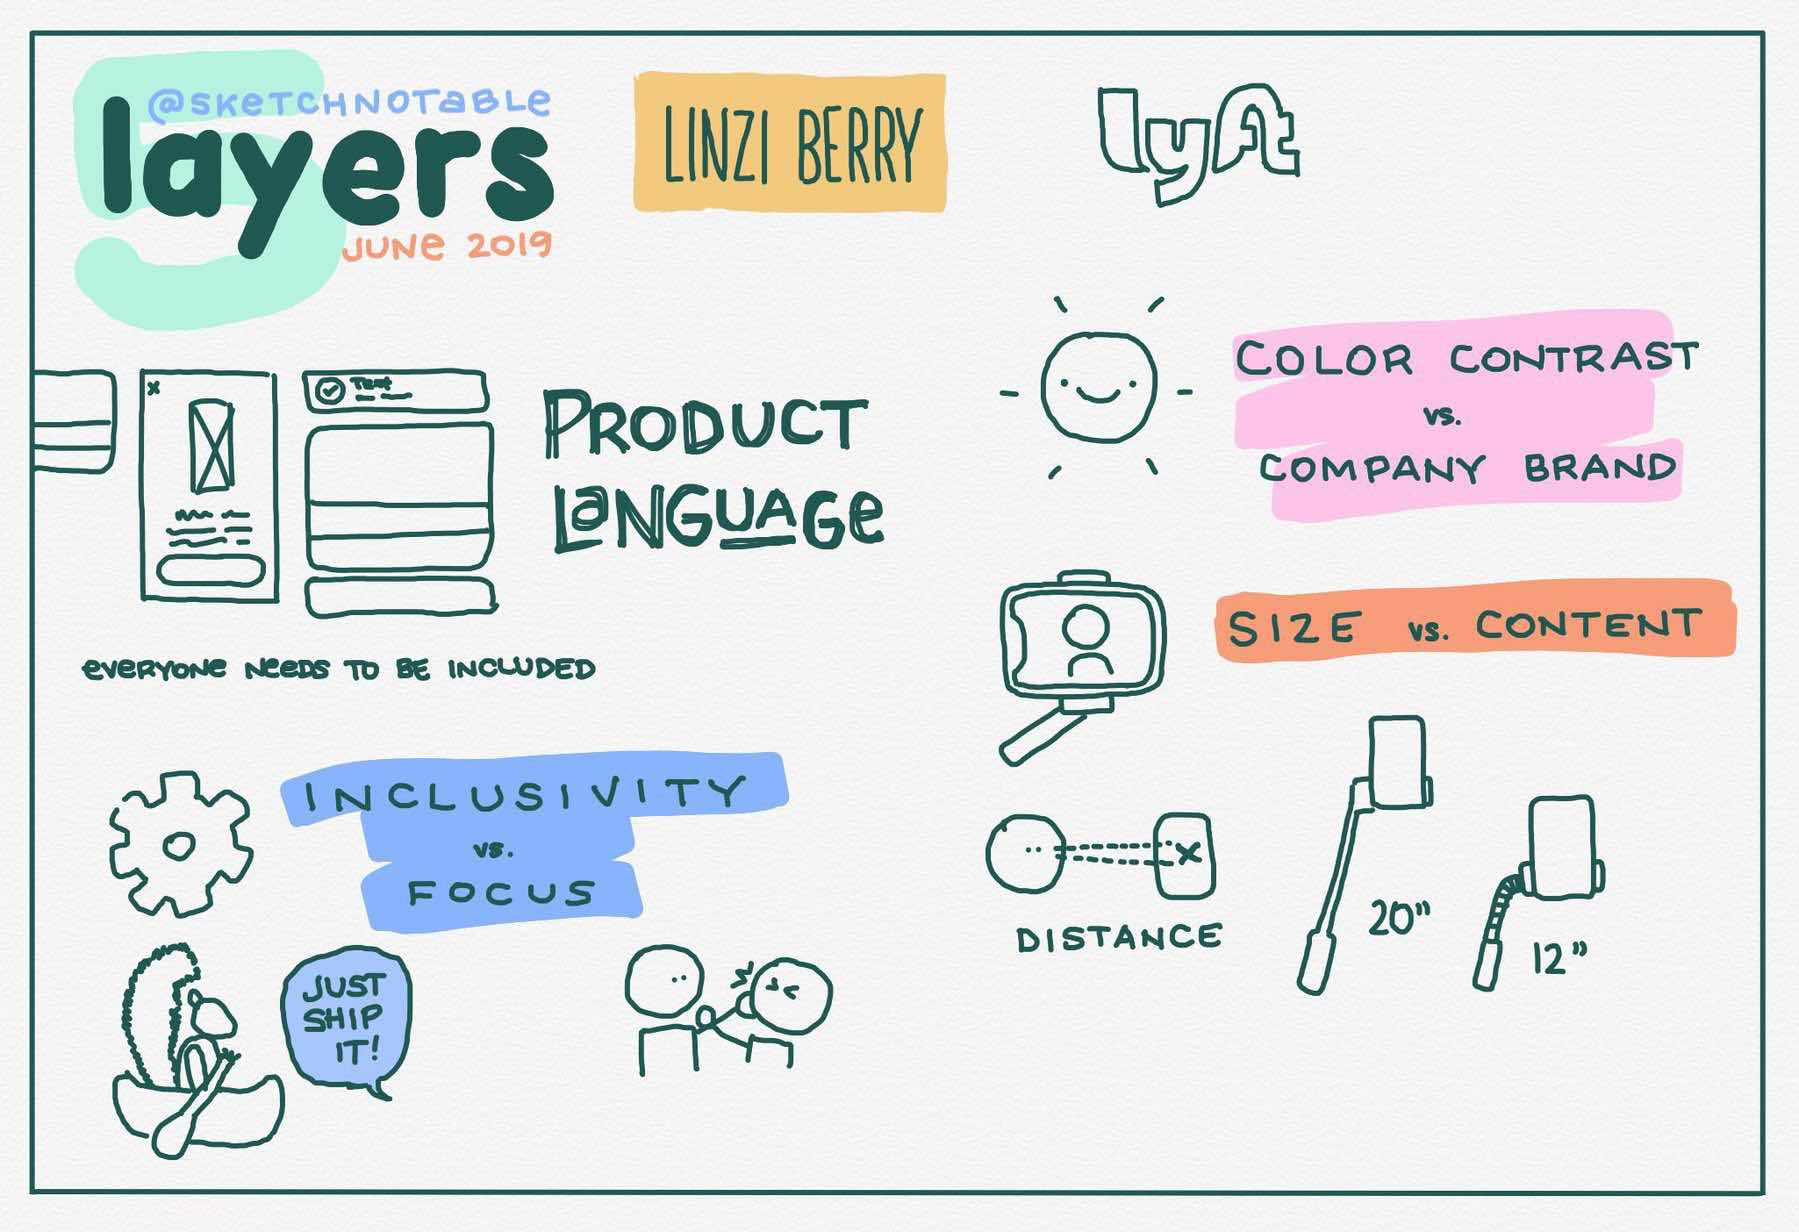 @SKETCHNOTABLE
layers
JUNE 2019
LINZI BERRY
lyft
Text
PRODUCT
LANGUAGE
EVERYONE NEEDS TO BE INCLUDED
INCLUSIVITY
vs.
FOCUS
JUST
SHIP
IT!
COLOR CONTRAST
vs.
COMPANY BRAND
SIZE vs. CONTENT
DISTANCE
20"
12"